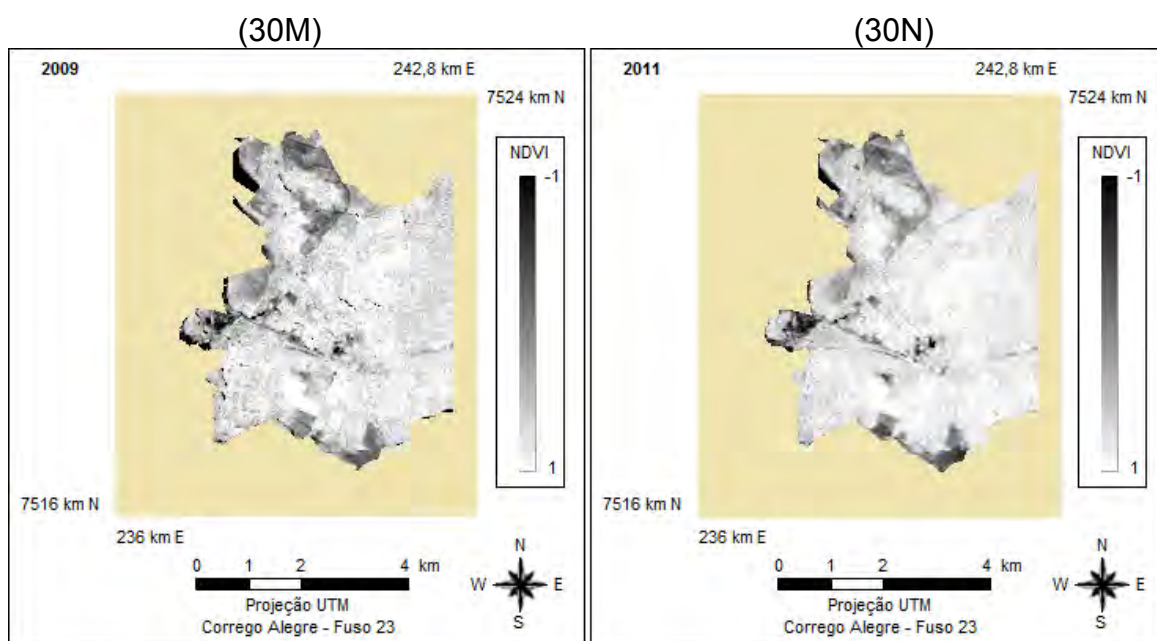 (30M)
2009
242,8 km E
7524 km N
NDVI
-1
1
7516 km N
236 km E
0 1 2 4 km
N
W E
S
Projeção UTM
Corrego Alegre - Fuso 23
(30N)
2011
242,8 km E
7524 km N
NDVI
-1
1
7516 km N
236 km E
0 1 2 4 km
N
W E
S
Projeção UTM
Corrego Alegre - Fuso 23